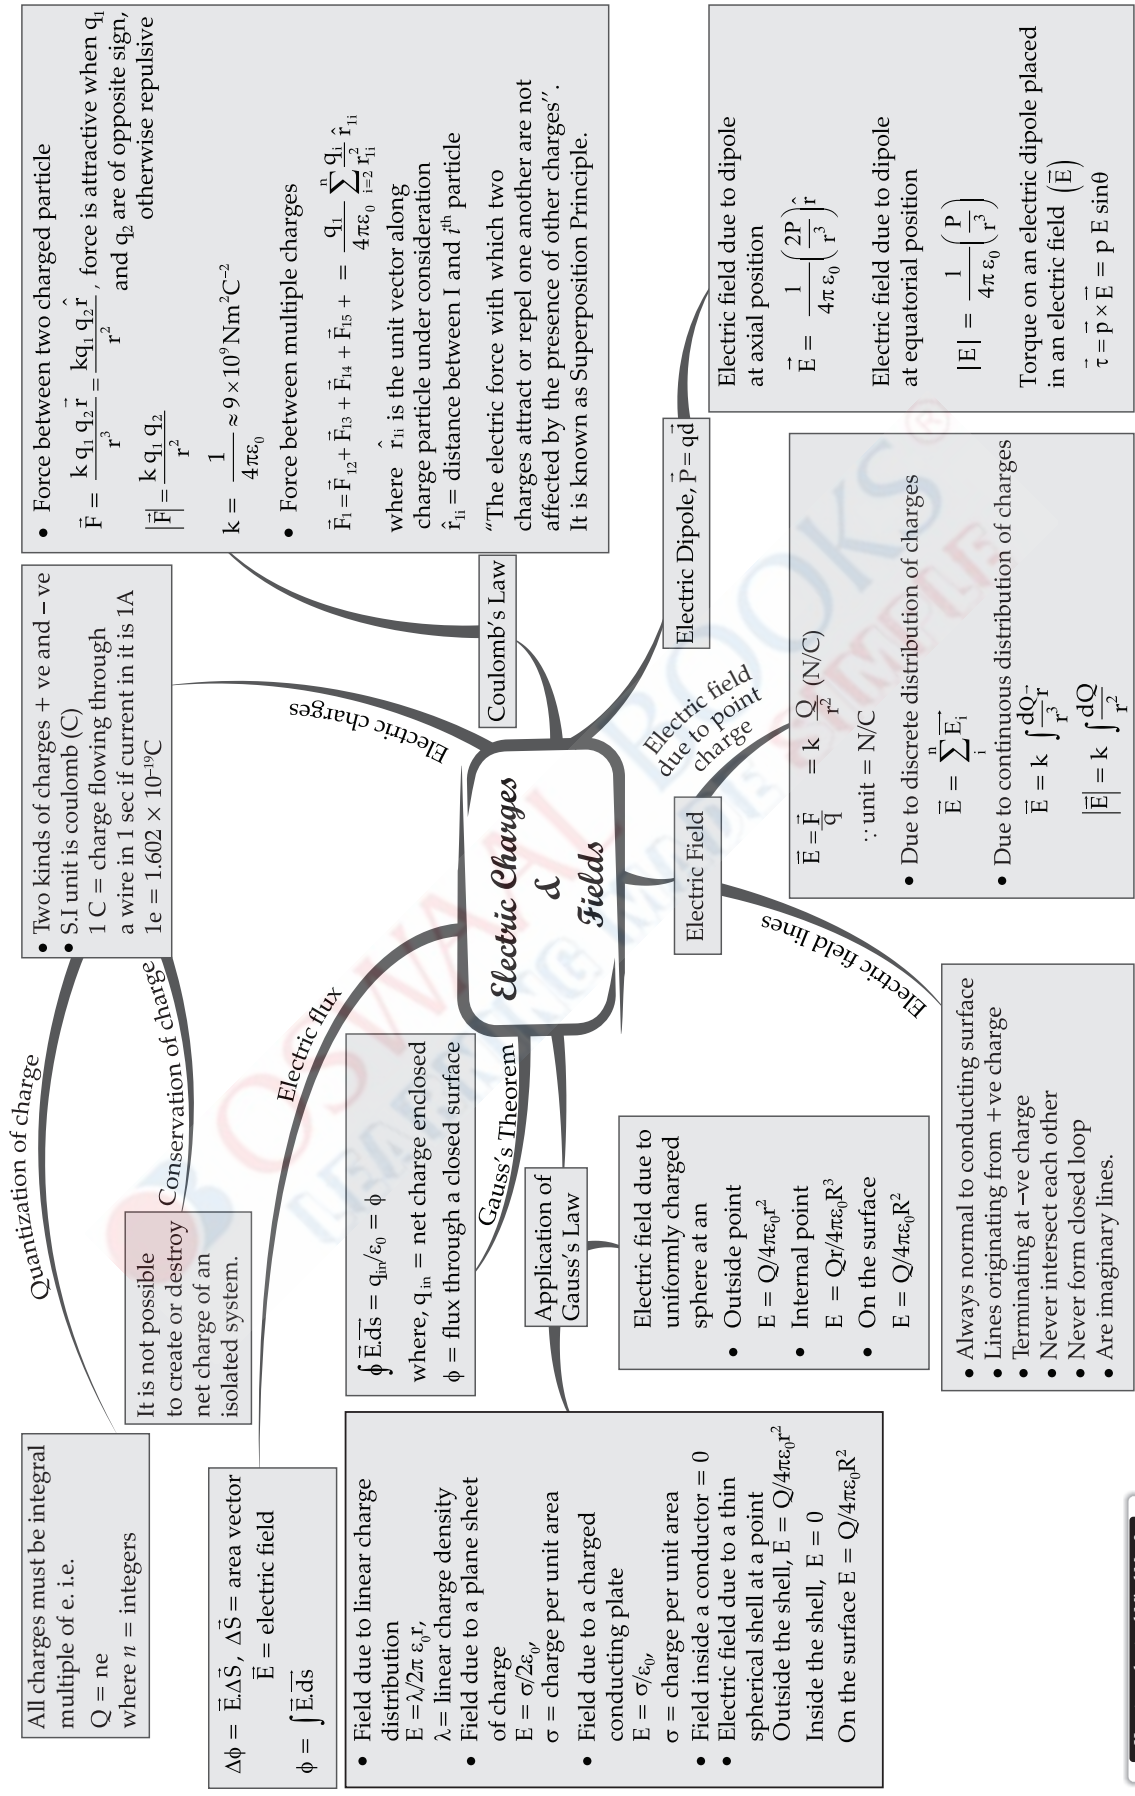 Electric Charges
&
Fields
Electric charges
• Two kinds of charges + ve and – ve
• S.I unit is coulomb (C)
1 C = charge flowing through
a wire in 1 sec if current in it is 1A
1e = 1.602 × 10⁻¹⁹C
Quantization of charge
All charges must be integral
multiple of e. i.e.
Q = ne
where n = integers
Conservation of charge
It is not possible
to create or destroy
net charge of an
isolated system.
Coulomb's Law
• Force between two charged particle
F⃗ = k q₁ q₂ r⃗ / r³ = kq₁ q₂ r̂ / r², force is attractive when q₁
and q₂ are of opposite sign,
otherwise repulsive
|F⃗| = k q₁ q₂ / r²
k = 1 / 4πε₀ ≈ 9×10⁹ Nm²C⁻²
• Force between multiple charges
F⃗₁ = F⃗₁₂ + F⃗₁₃ + F⃗₁₄ + F⃗₁₅ + = q₁ / 4πε₀ ∑ⁿᵢ₌₂ qᵢ / r²₁ᵢ r̂₁ᵢ
where r̂₁ᵢ is the unit vector along
charge particle under consideration
r̂₁ᵢ = distance between I and iᵗʰ particle
"The electric force with which two
charges attract or repel one another are not
affected by the presence of other charges".
It is known as Superposition Principle.
Electric flux
Δϕ = E⃗.ΔS⃗, ΔS⃗ = area vector
E⃗ = electric field
ϕ = ∫E⃗.ds⃗
Gauss's Theorem
∮E⃗.ds⃗ = qᵢₙ/ε₀ = ϕ
where, qᵢₙ = net charge enclosed
ϕ = flux through a closed surface
Application of
Gauss's Law
• Field due to linear charge
distribution
E = λ/2π ε₀r,
λ = linear charge density
• Field due to a plane sheet
of charge
E = σ/2ε₀,
σ = charge per unit area
• Field due to a charged
conducting plate
E = σ/ε₀,
σ = charge per unit area
• Field inside a conductor = 0
• Electric field due to a thin
spherical shell at a point
Outside the shell, E = Q/4πε₀r²
Inside the shell, E = 0
On the surface E = Q/4πε₀R²
Electric field due to
uniformly charged
sphere at an
• Outside point
E = Q/4πε₀r²
• Internal point
E = Qr/4πε₀R³
• On the surface
E = Q/4πε₀R²
Electric Field
Electric field lines
• Always normal to conducting surface
• Lines originating from +ve charge
• Terminating at –ve charge
• Never intersect each other
• Never form closed loop
• Are imaginary lines.
Electric field
due to point
charge
E⃗ = F⃗ / q = k Q / r² (N/C)
∵ unit = N/C
• Due to discrete distribution of charges
E⃗ = ∑ⁿᵢ E⃗ᵢ
• Due to continuous distribution of charges
E⃗ = k ∫ dQ / r³ r⃗
|E⃗| = k ∫ dQ / r²
Electric Dipole, P⃗ = qd⃗
Electric field due to dipole
at axial position
E⃗ = 1 / 4π ε₀ (2P / r³) r̂
Electric field due to dipole
at equatorial position
|E| = 1 / 4π ε₀ (P / r³)
Torque on an electric dipole placed
in an electric field (E⃗)
τ⃗ = p⃗ × E⃗ = p E sinθ
OSWAAL BOOKS®
LEARNING MADE SIMPLE